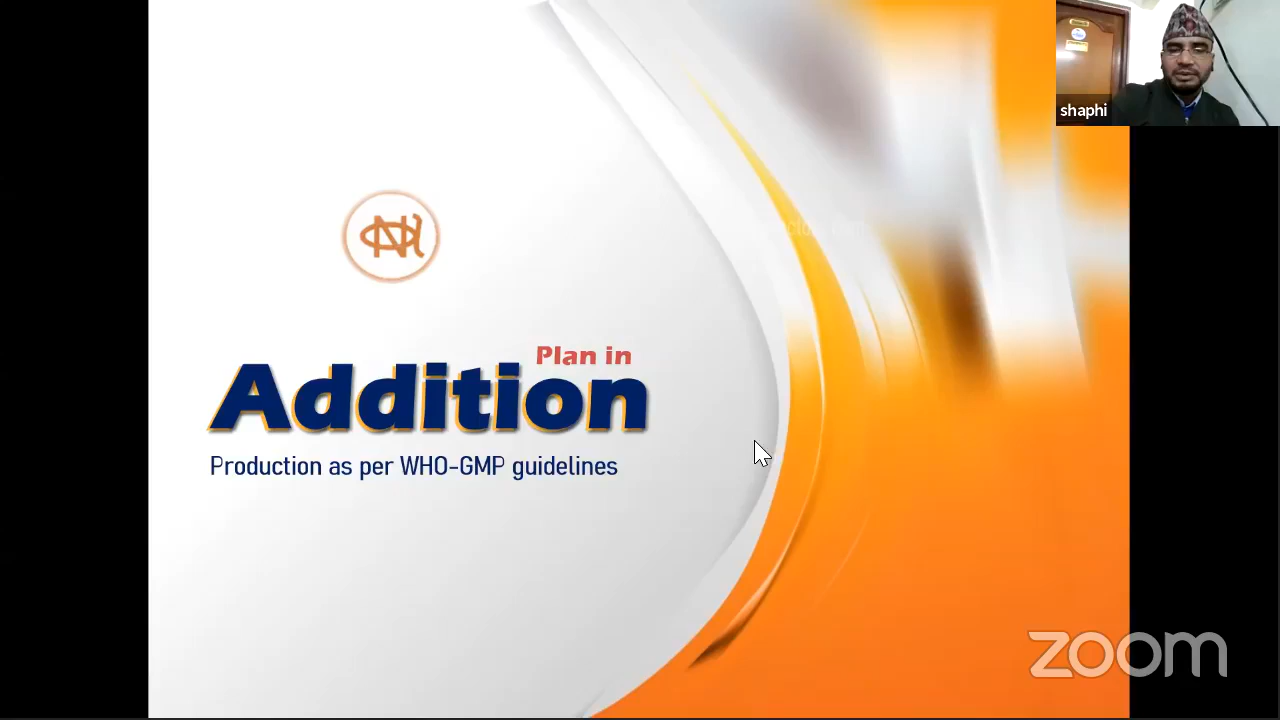 shaphi
Plan in
Addition
Production as per WHO-GMP guidelines
zoom